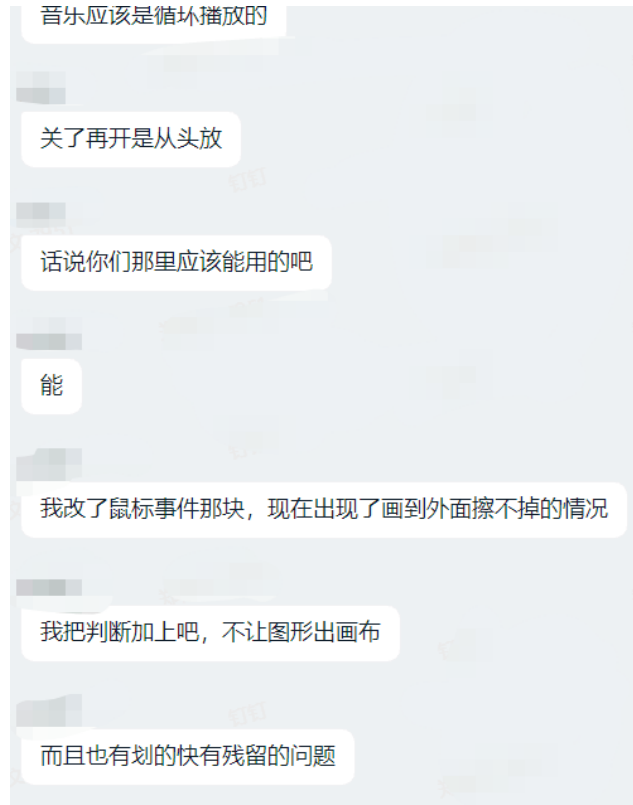 音乐应该是循环播放的
关了再开是从头放
话说你们那里应该能用的吧
能
我改了鼠标事件那块，现在出现了画到外面擦不掉的情况
我把判断加上吧，不让图形出画布
而且也有划的快有残留的问题